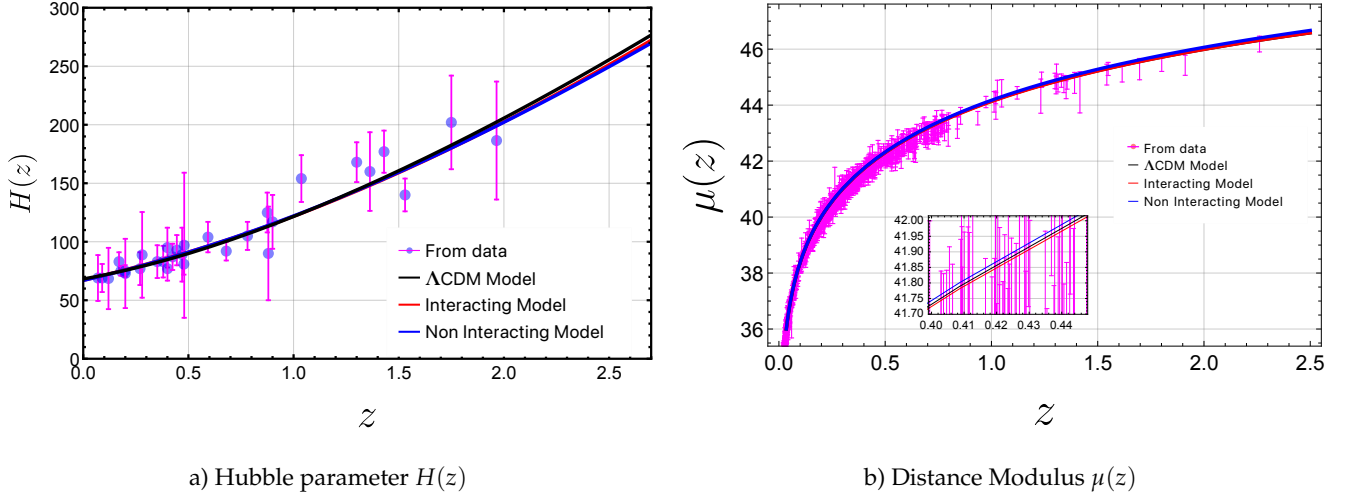 300
250
200
150
100
50
0
H(z)
From data
ΛCDM Model
Interacting Model
Non Interacting Model
0.0 0.5 1.0 1.5 2.0 2.5
z
a) Hubble parameter H(z)
46
44
42
40
38
36
μ(z)
From data
ΛCDM Model
Interacting Model
Non Interacting Model
42.00
41.95
41.90
41.85
41.80
41.75
41.70
0.40 0.41 0.42 0.43 0.44
0.0 0.5 1.0 1.5 2.0 2.5
z
b) Distance Modulus μ(z)